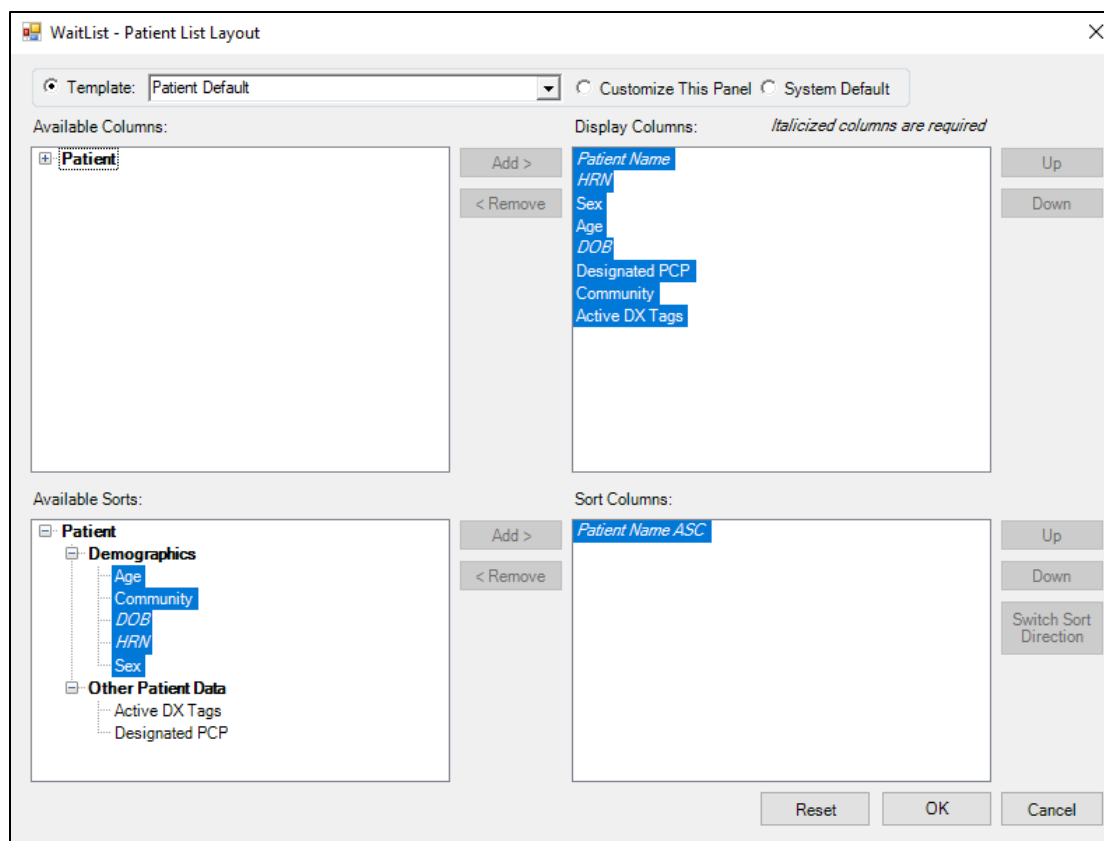 WaitList - Patient List Layout
Template: Patient Default Customize This Panel System Default
Available Columns:
Patient
Add >
< Remove
Display Columns: Italicized columns are required
Patient Name
HRN
Sex
Age
DOB
Designated PCP
Community
Active DX Tags
Up
Down
Available Sorts:
Patient
Demographics
Age
Community
DOB
HRN
Sex
Other Patient Data
Active DX Tags
Designated PCP
Add >
< Remove
Sort Columns:
Patient Name ASC
Up
Down
Switch Sort
Direction
Reset OK Cancel